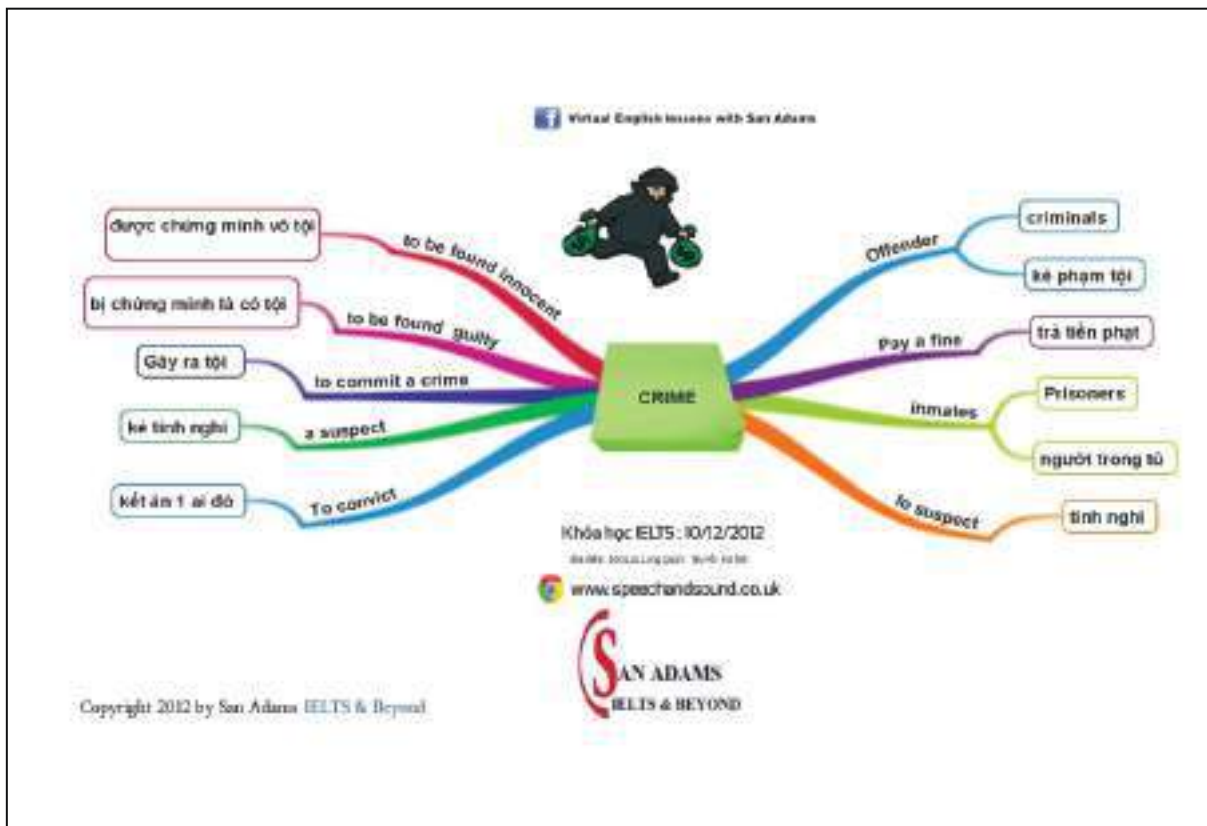 Virtual English lessons with San Adams
được chứng minh vô tội
to be found innocent
bị chứng minh là có tội
to be found guilty
Gây ra tội
to commit a crime
kẻ tình nghi
a suspect
kết án 1 ai đó
To convict
CRIME
Offender
criminals
kẻ phạm tội
Pay a fine
trả tiền phạt
inmates
Prisoners
người trong tù
to suspect
tình nghi
Khóa học IELTS : 10/12/2012
www.speechandsound.co.uk
SAN ADAMS
IELTS & BEYOND
Copyright 2012 by San Adams IELTS & Beyond